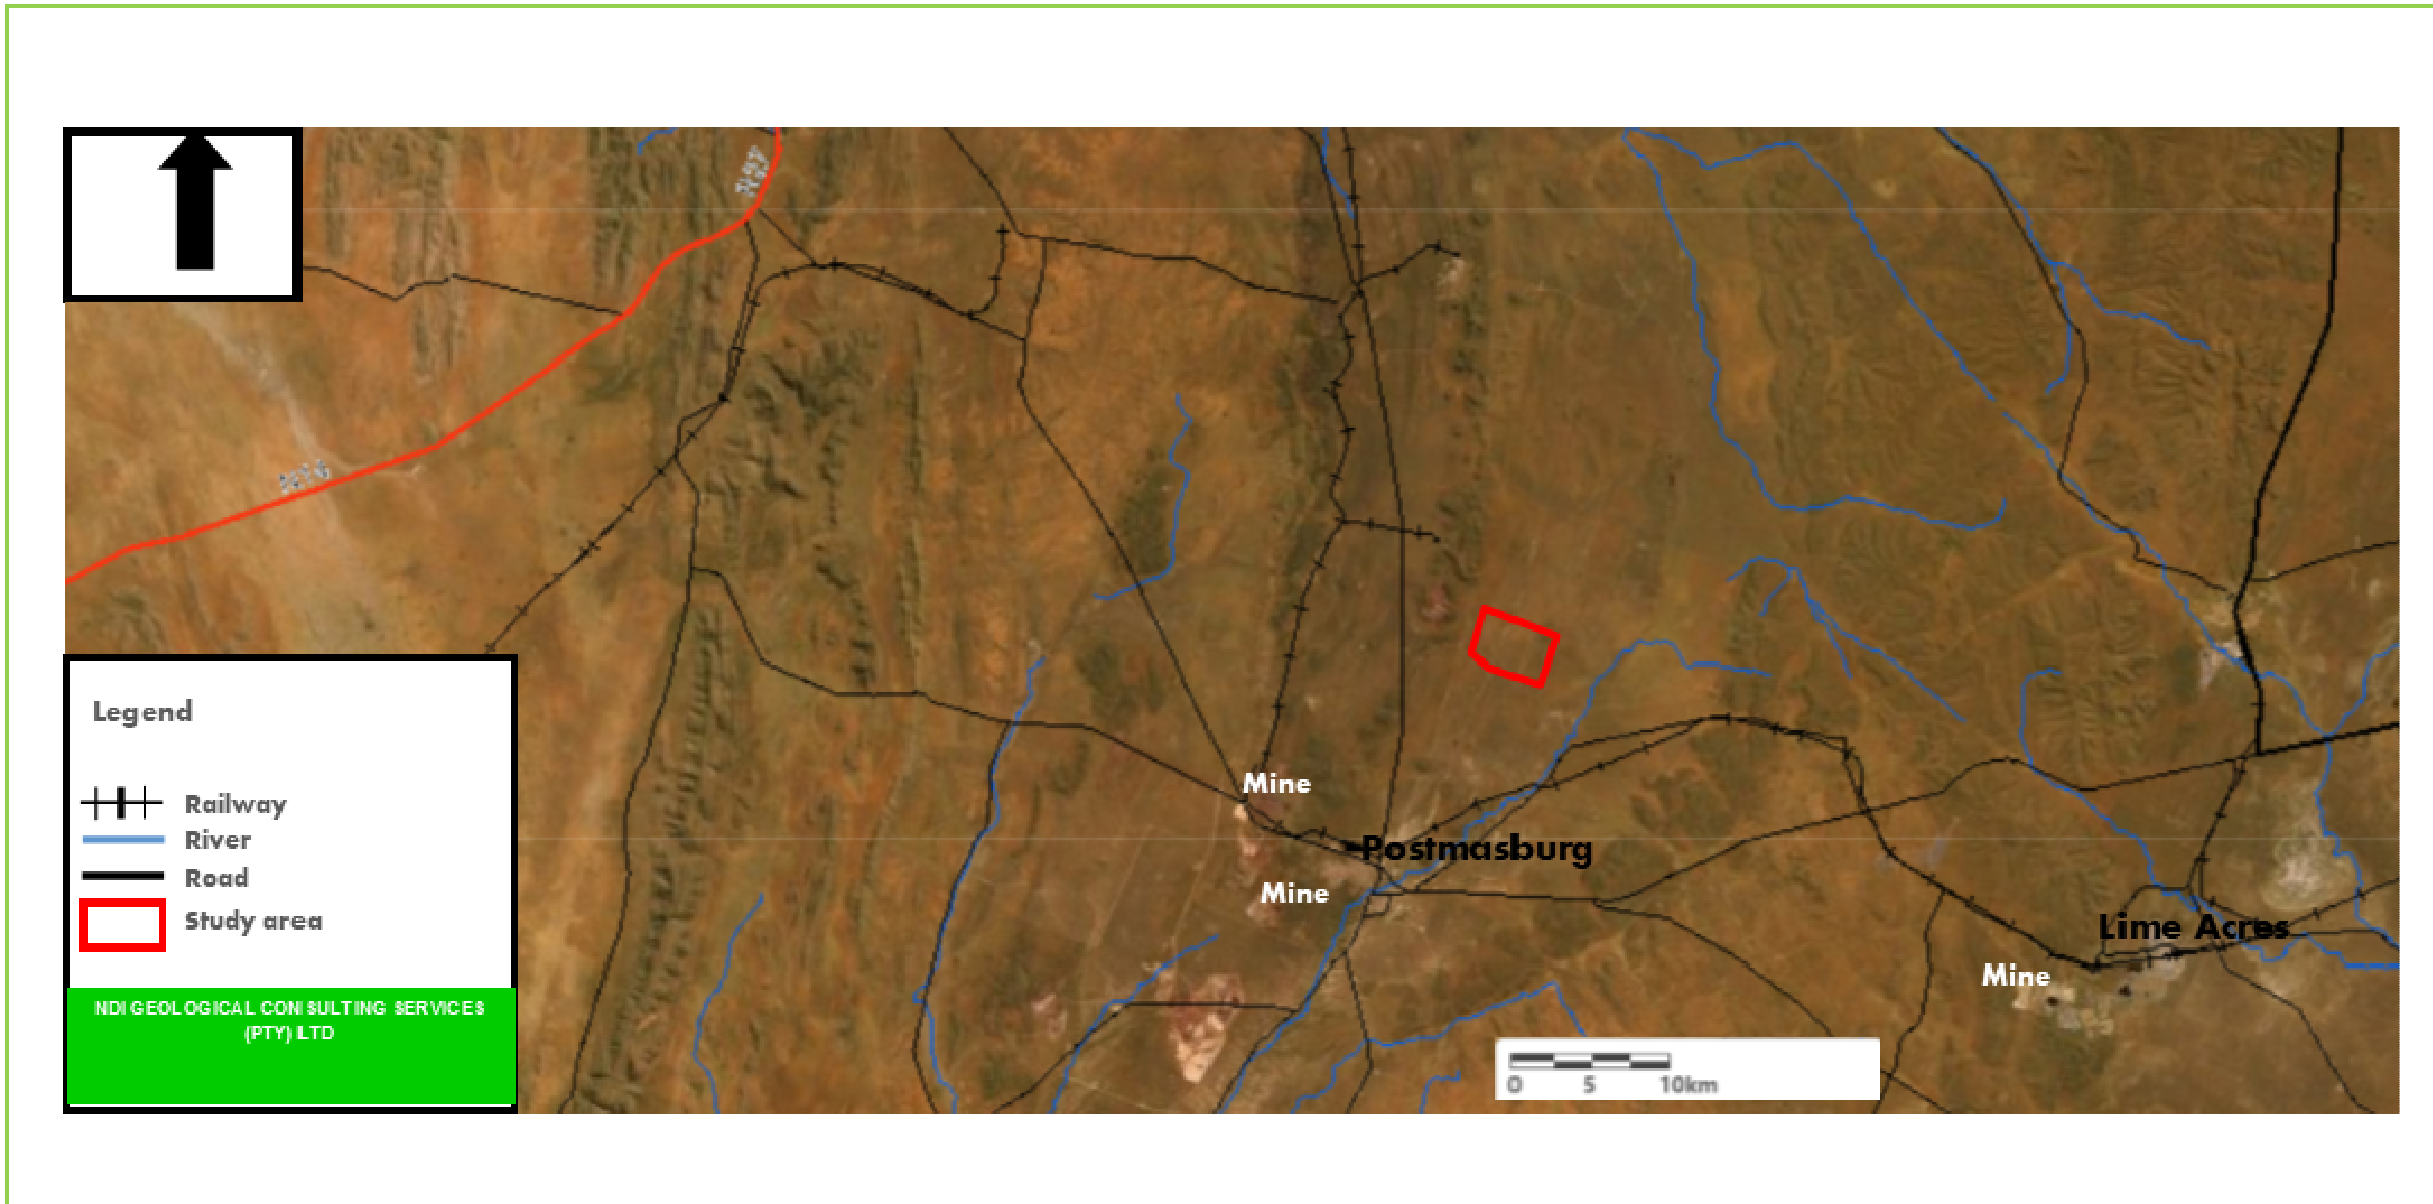 N14
Legend
Railway
River
Road
Study area
NDI GEOLOGICAL CONSULTING SERVICES
(PTY) LTD
Mine
Postmasburg
Mine
Lime Acres
Mine
0 5 10km